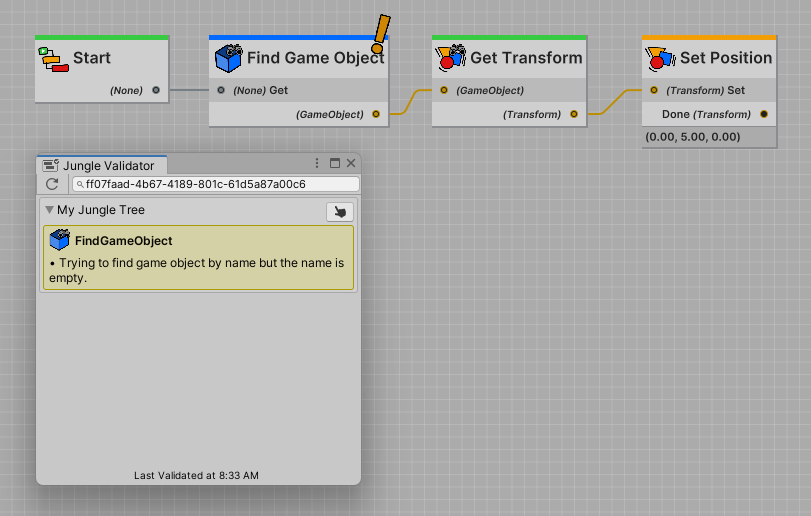 Start
(None)
Find Game Object
(None) Get
(GameObject)
Get Transform
(GameObject)
(Transform)
Set Position
(Transform) Set
Done (Transform)
(0.00, 5.00, 0.00)
Jungle Validator
ff07faad-4b67-4189-801c-61d5a87a00c6
My Jungle Tree
FindGameObject
• Trying to find game object by name but the name is
empty.
Last Validated at 8:33 AM